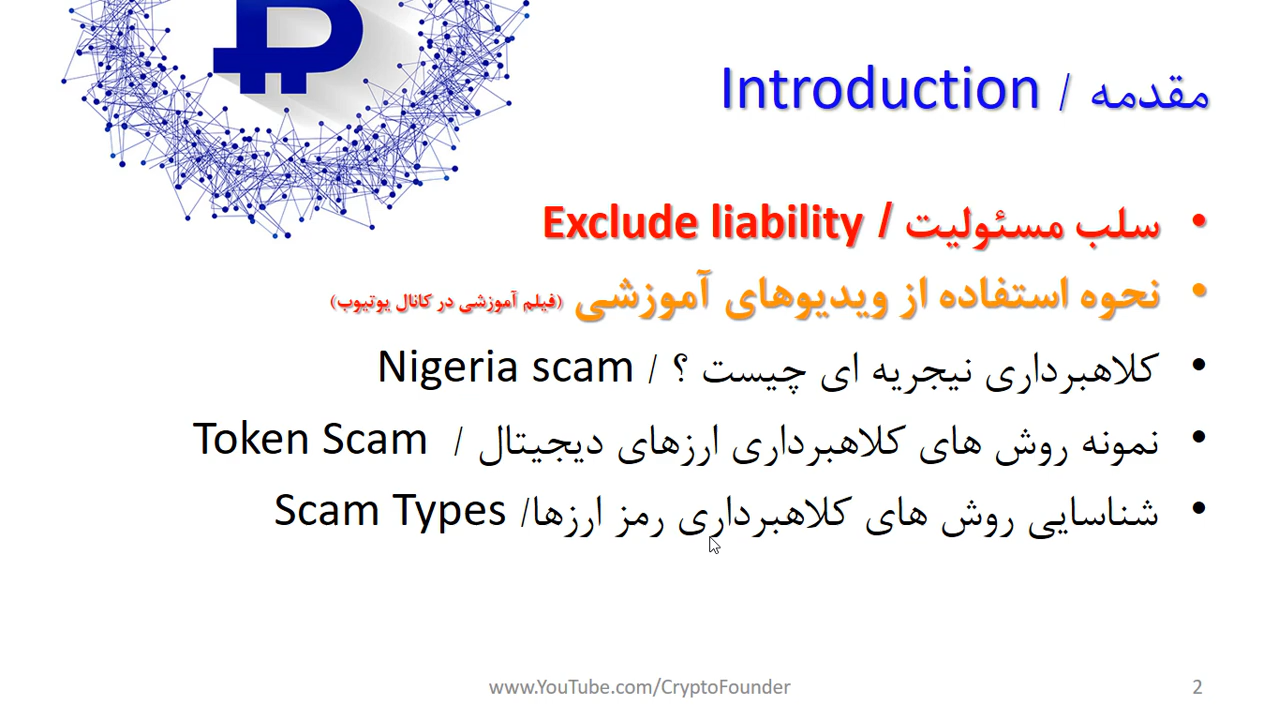 مقدمه / Introduction
• سلب مسئولیت / Exclude liability
• نحوه استفاده از ویدیوهای آموزشی (فیلم آموزشی در کانال یوتیوب)
• کلاهبرداری نیجریه ای چیست ؟ / Nigeria scam
• نمونه روش های کلاهبرداری ارزهای دیجیتال / Token Scam
• شناسایی روش های کلاهبرداری رمز ارزها/ Scam Types
www.YouTube.com/CryptoFounder
2